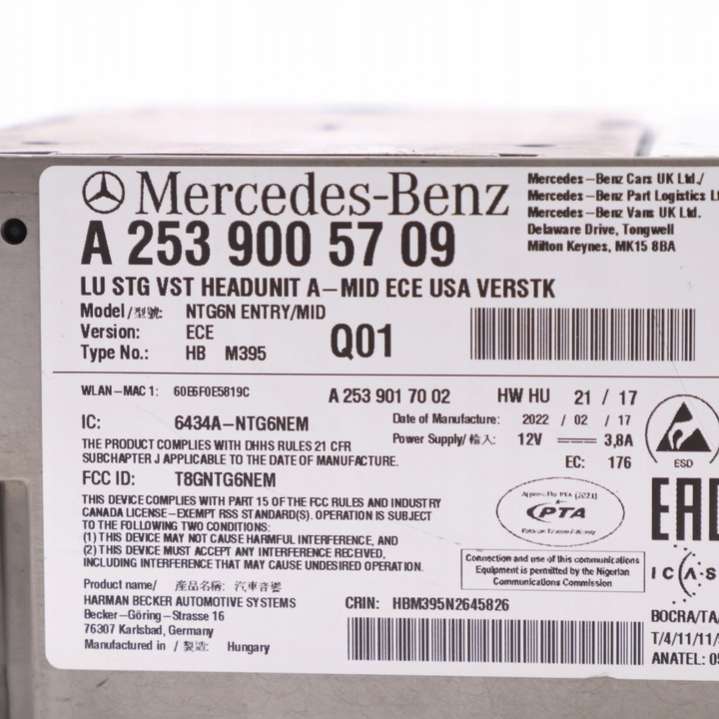 Mercedes-Benz
Mercedes-Benz Cars UK Ltd./
Mercedes-Benz Part Logistics
Mercedes-Benz Vans UK Ltd.
Delaware Drive, Tongwell
Milton Keynes, MK15 8BA
A 253 900 57 09
LU STG VST HEADUNIT A-MID ECE USA VERSTK
Model/型號: NTG6N ENTRY/MID
Version: ECE
Type No.: HB M395
Q01
WLAN-MAC 1: 60E6F0E5819C
A 253 901 70 02 HW HU 21 / 17
IC: 6434A-NTG6NEM
Date of Manufacture: 2022 / 02 / 17
Power Supply/ 輸入: 12V 3,8A
EC: 176
ESD
THE PRODUCT COMPLIES WITH DHHS RULES 21 CFR
SUBCHAPTER J APPLICABLE TO THE DATE OF MANUFACTURE.
FCC ID: T8GNTG6NEM
THIS DEVICE COMPLIES WITH PART 15 OF THE FCC RULES AND INDUSTRY
CANADA LICENSE-EXEMPT RSS STANDARD(S). OPERATION IS SUBJECT
TO THE FOLLOWING TWO CONDITIONS:
(1) THIS DEVICE MAY NOT CAUSE HARMFUL INTERFERENCE, AND
(2) THIS DEVICE MUST ACCEPT ANY INTERFERENCE RECEIVED,
INCLUDING INTERFERENCE THAT MAY CAUSE UNDESIRED OPERATION.
Approved by PTA (2021)
PTA
EAC
Connection and use of this communications
Equipment is permitted by the Nigerian
Communications Commission
ICAS
Product name/ 產品名稱: 汽車音響
HARMAN BECKER AUTOMOTIVE SYSTEMS
Becker-Göring-Strasse 16
76307 Karlsbad, Germany
Manufactured in / 製造: Hungary
CRIN: HBM395N2645826
BOCRA/TA/
T/4/11/11/
ANATEL: